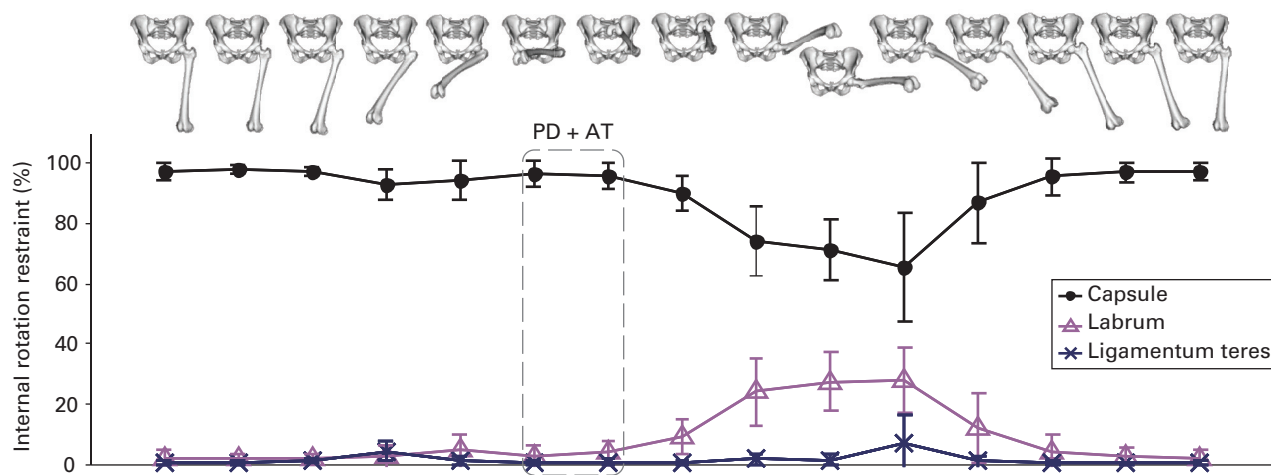 PD + AT
Internal rotation restraint (%)
100
80
60
40
20
0
Capsule
Labrum
Ligamentum teres